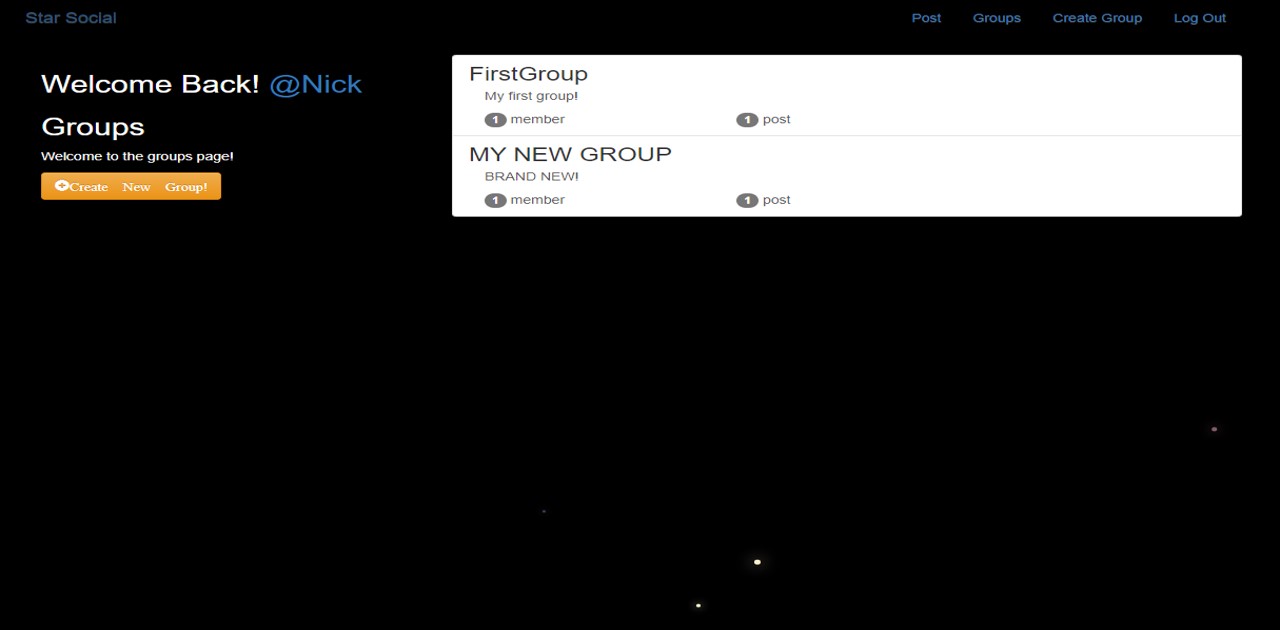 Star Social
Post Groups Create Group Log Out
Welcome Back! @Nick
Groups
Welcome to the groups page!
Create New Group!
FirstGroup
My first group!
1 member 1 post
MY NEW GROUP
BRAND NEW!
1 member 1 post